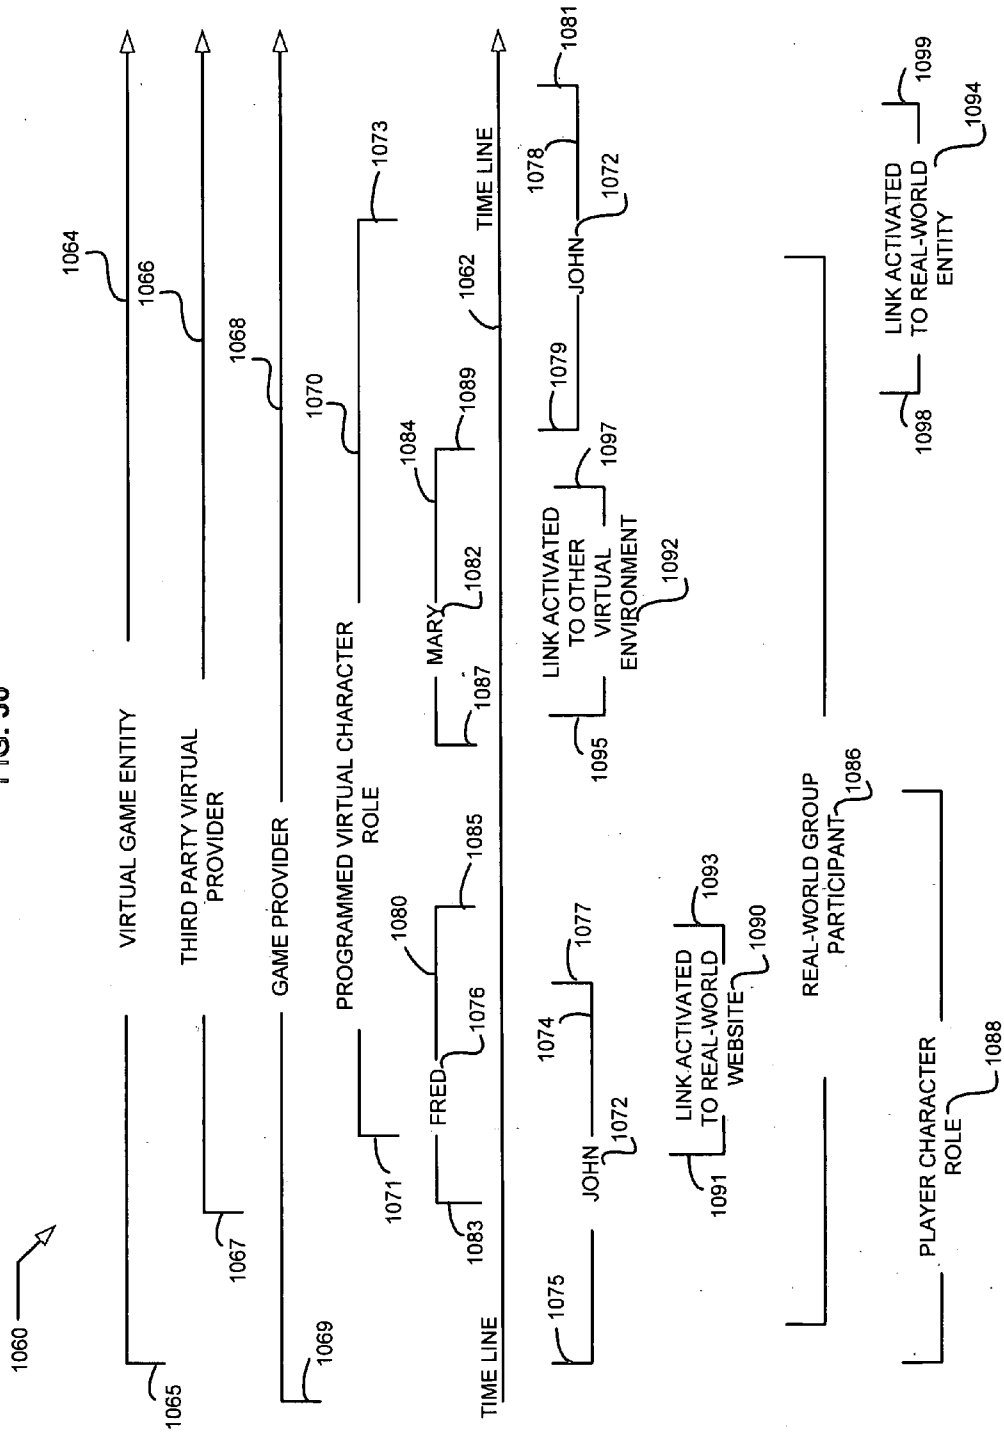 FIG.
1060
1065
1064
VIRTUAL GAME ENTITY
1067
1066
THIRD PARTY VIRTUAL
PROVIDER
1069
1068
GAME PROVIDER
1071
1070
1073
PROGRAMMED VIRTUAL CHARACTER
ROLE
1083
FRED
1076
1080
1085
1087
MARY
1082
1084
1089
TIME LINE
1062
TIME LINE
1075
JOHN
1072
1074
1077
1095
LINK ACTIVATED
TO OTHER
VIRTUAL
ENVIRONMENT
1092
1097
1079
JOHN
1072
1078
1081
1091
LINK ACTIVATED
TO REAL-WORLD
WEBSITE
1090
1093
REAL-WORLD GROUP
PARTICIPANT
1086
1098
LINK ACTIVATED
TO REAL-WORLD
ENTITY
1094
1099
PLAYER CHARACTER
ROLE
1088